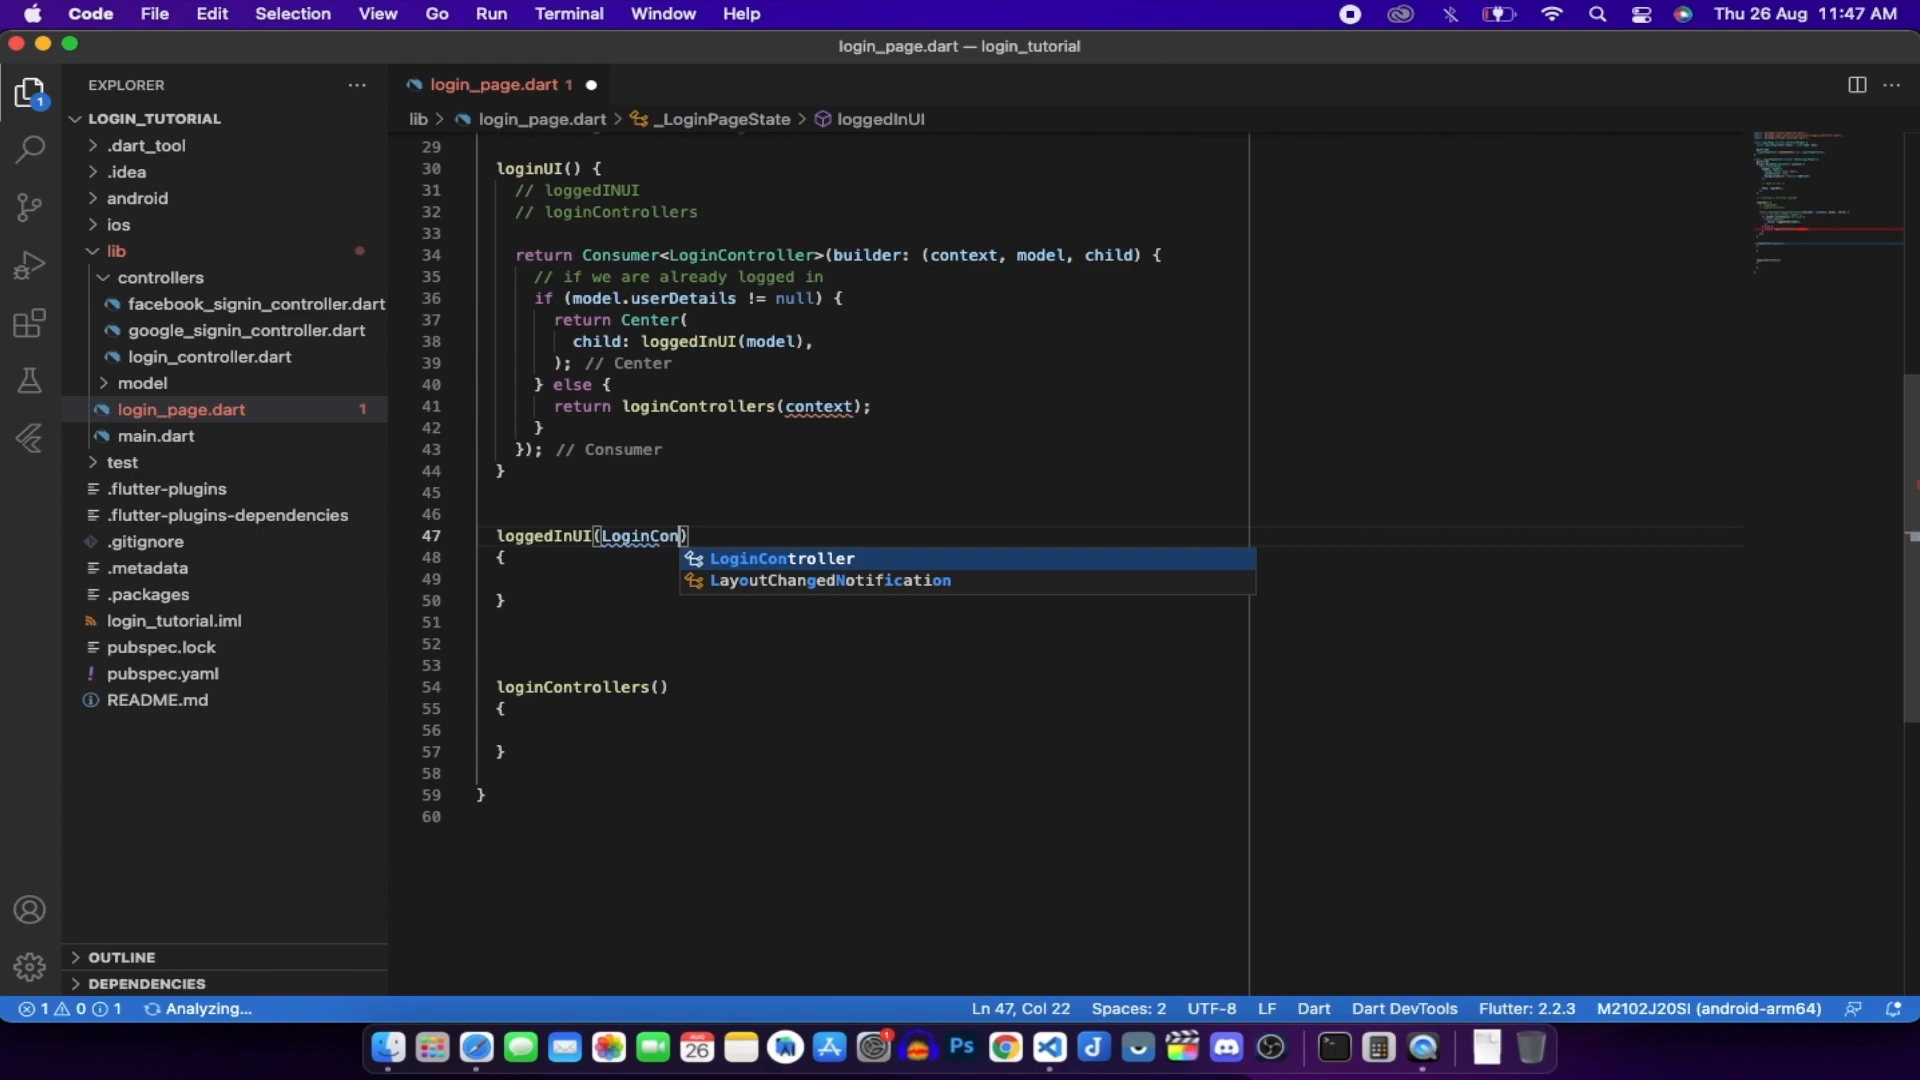 Code File Edit Selection View Go Run Terminal Window Help Thu 26 Aug 11:47 AM
login_page.dart — login_tutorial
EXPLORER
login_page.dart 1
LOGIN_TUTORIAL
lib > login_page.dart > _LoginPageState > loggedInUI
.dart_tool
.idea
android
ios
lib
controllers
facebook_signin_controller.dart
google_signin_controller.dart
login_controller.dart
model
login_page.dart 1
main.dart
test
.flutter-plugins
.flutter-plugins-dependencies
.gitignore
.metadata
.packages
login_tutorial.iml
pubspec.lock
pubspec.yaml
README.md
OUTLINE
DEPENDENCIES
1
29
30 loginUI() {
31 // loggedINUI
32 // loginControllers
33
34 return Consumer<LoginController>(builder: (context, model, child) {
35 // if we are already logged in
36 if (model.userDetails != null) {
37 return Center(
38 child: loggedInUI(model),
39 ); // Center
40 } else {
41 return loginControllers(context);
42 }
43 }); // Consumer
44 }
45
46
47 loggedInUI(LoginCon)
48 {
LoginController
LayoutChangedNotification
49
50 }
51
52
53
54 loginControllers()
55 {
56
57 }
58
59 }
60
1 0 1 Analyzing... Ln 47, Col 22 Spaces: 2 UTF-8 LF Dart Dart DevTools Flutter: 2.2.3 M2102J20SI (android-arm64)
AUG
26
1
Ps